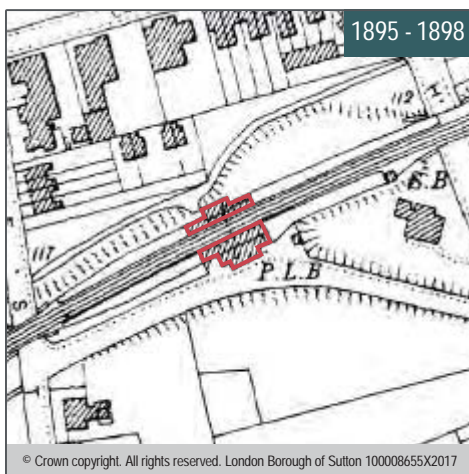 1895 - 1898
112
S.B
117
P.L.B
S
H
© Crown copyright. All rights reserved. London Borough of Sutton 100008655X2017